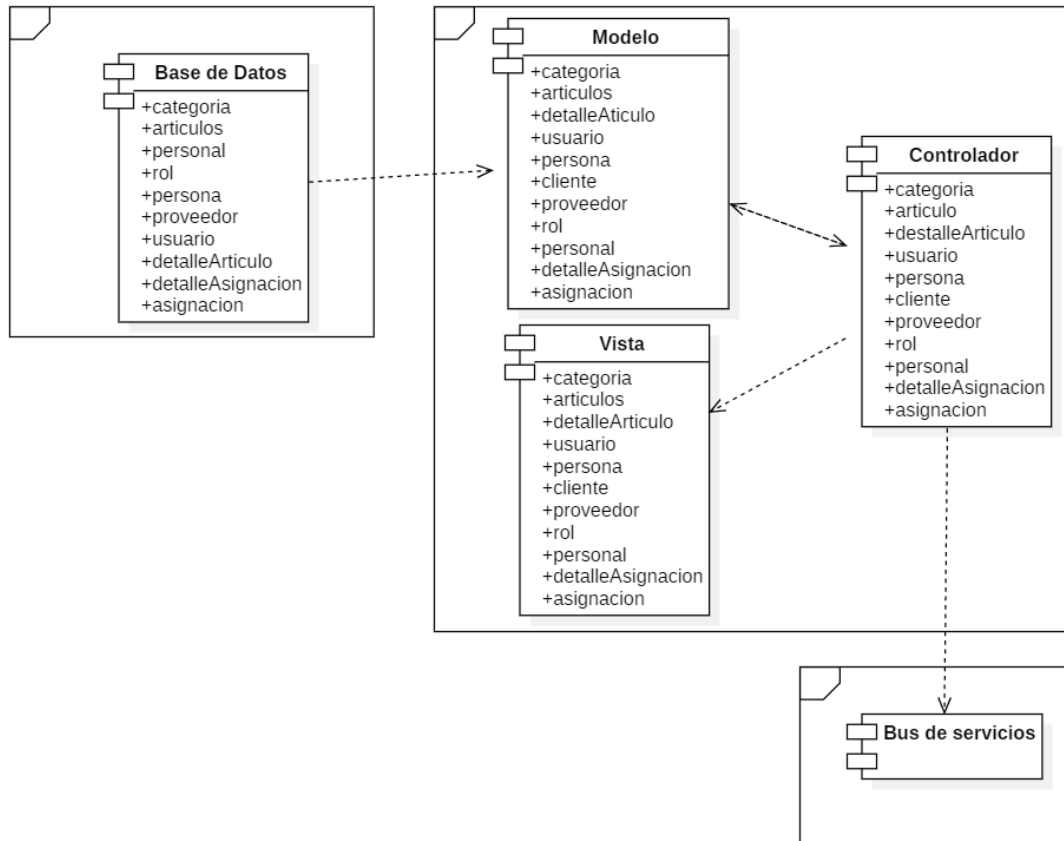 Base de Datos
+categoria
+articulos
+personal
+rol
+persona
+proveedor
+usuario
+detalleArticulo
+detalleAsignacion
+asignacion
Modelo
+categoria
+articulos
+detalleAticulo
+usuario
+persona
+cliente
+proveedor
+rol
+personal
+detalleAsignacion
+asignacion
Controlador
+categoria
+articulo
+destalleArticulo
+usuario
+persona
+cliente
+proveedor
+rol
+personal
+detalleAsignacion
+asignacion
Vista
+categoria
+articulos
+detalleArticulo
+usuario
+persona
+cliente
+proveedor
+rol
+personal
+detalleAsignacion
+asignacion
Bus de servicios